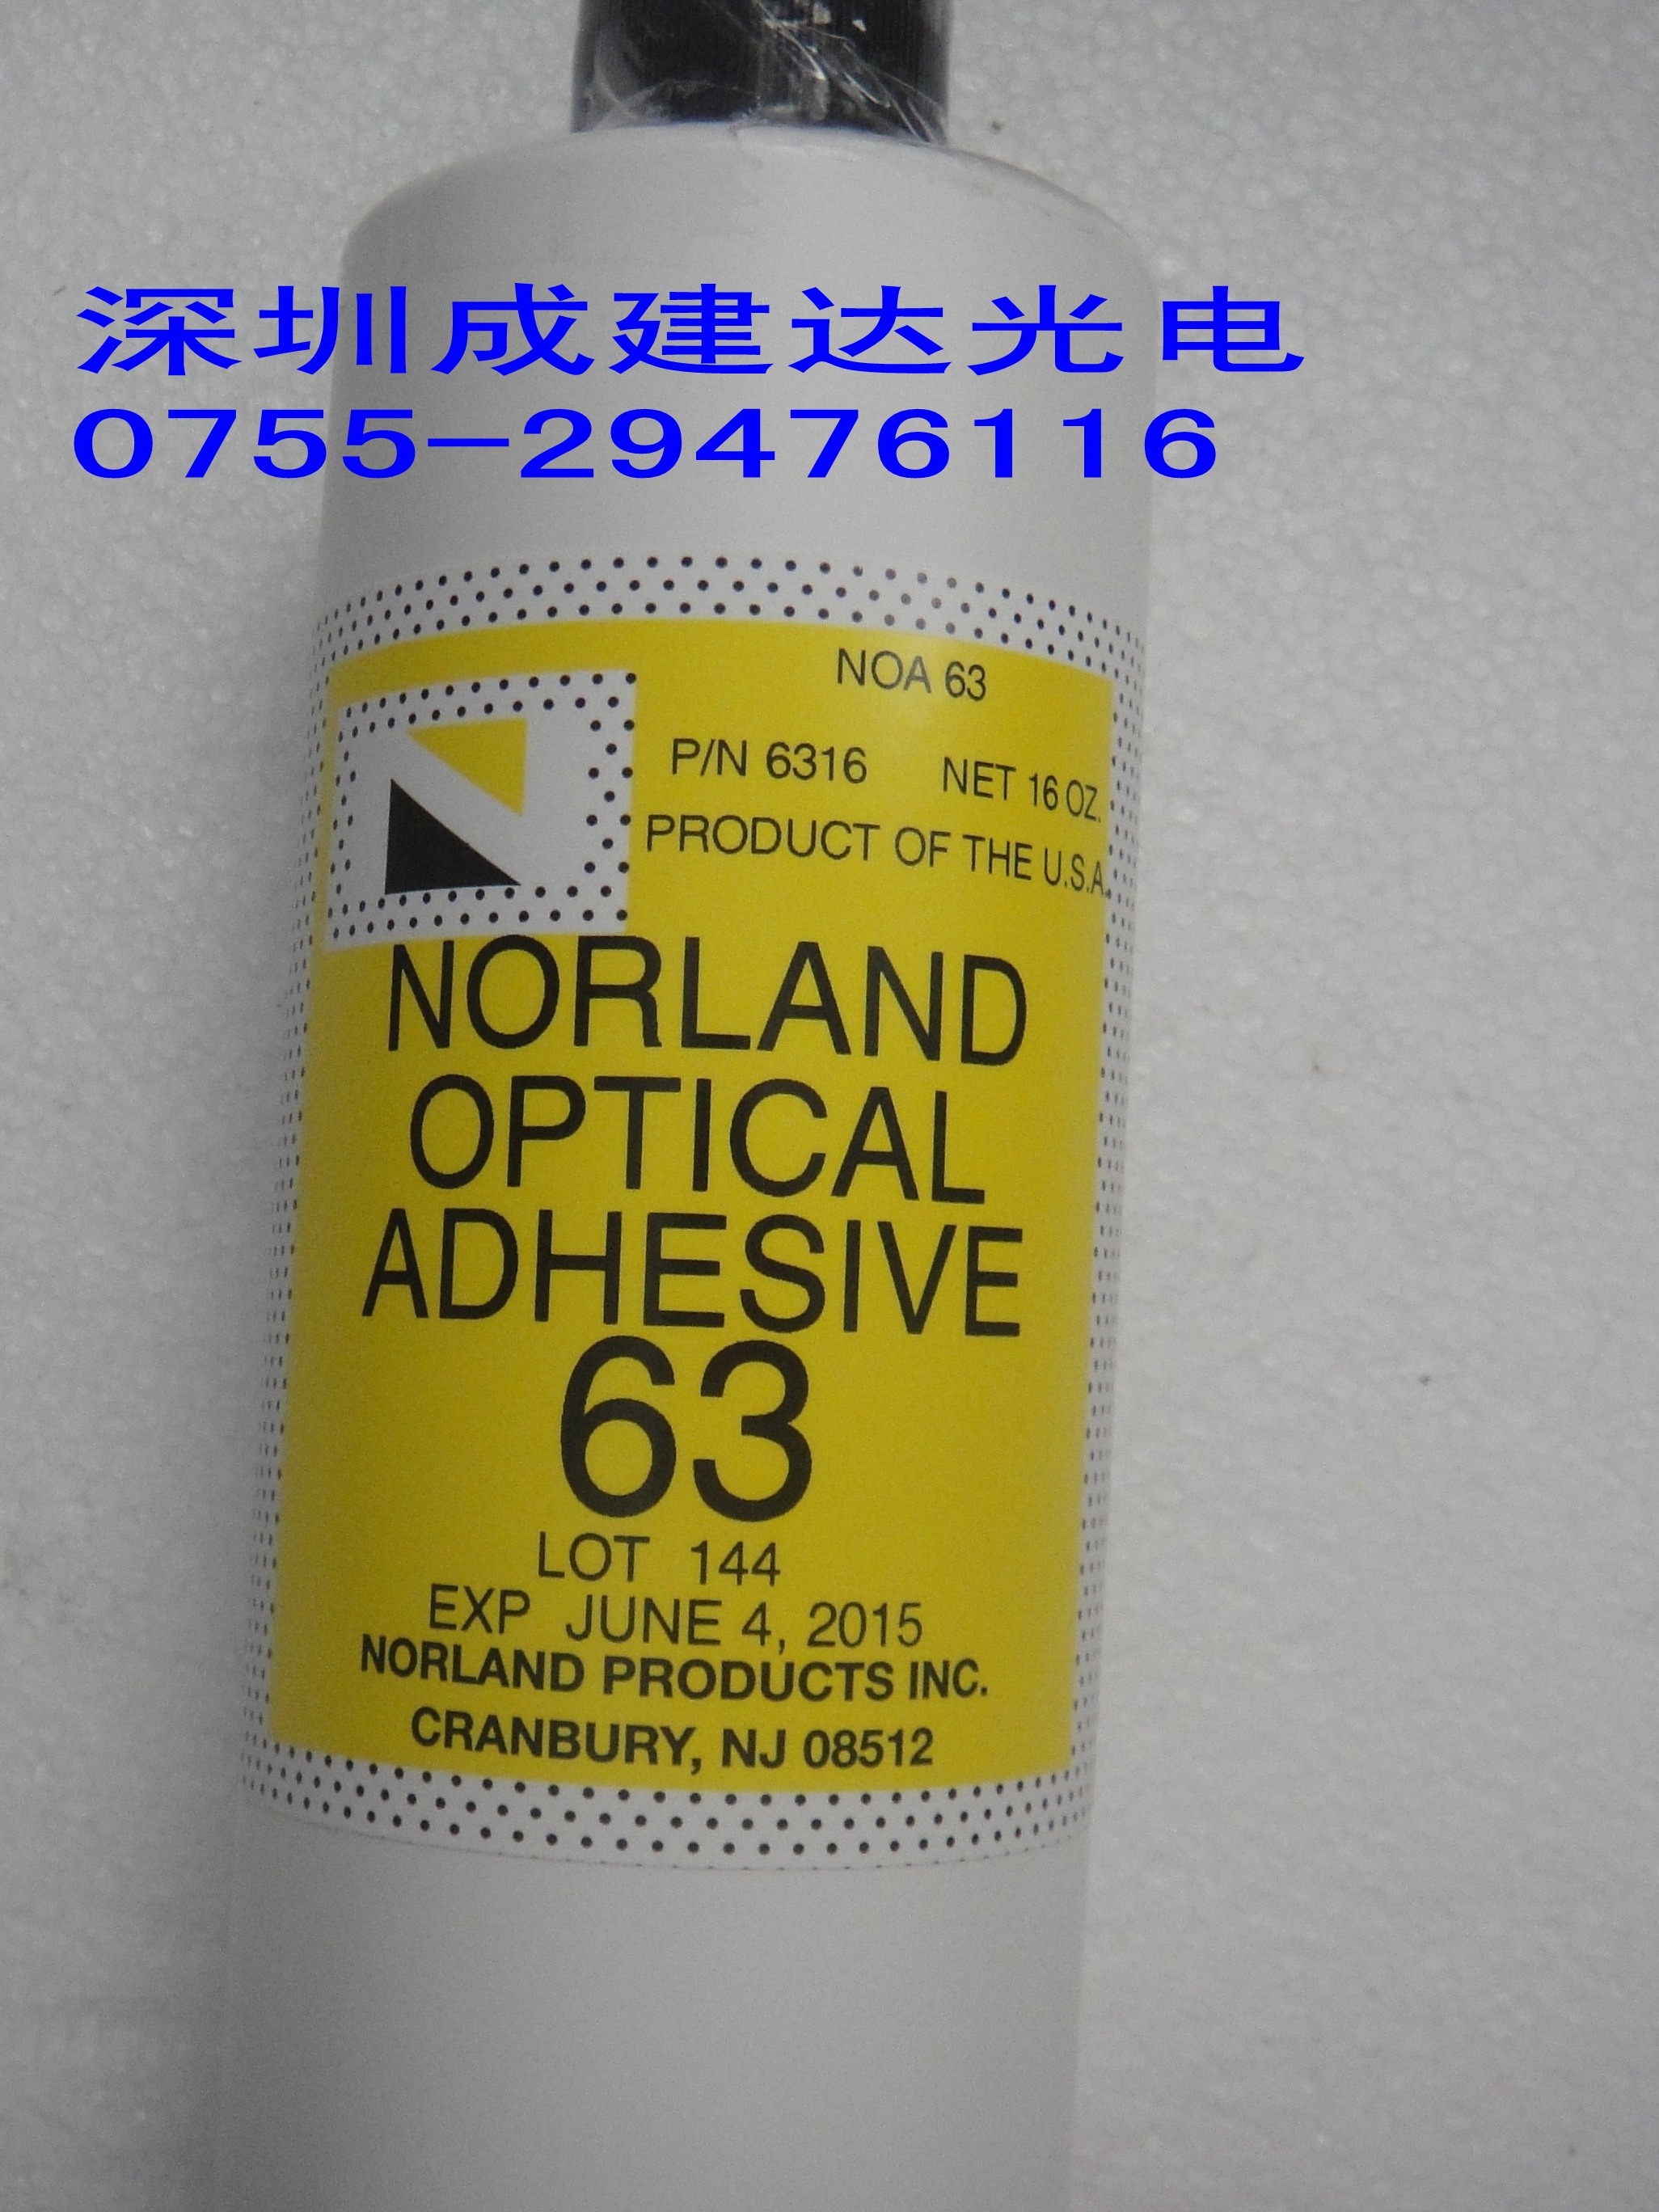 深圳成建达光电
0755-29476116
NOA 63
P/N 6316 NET 16 OZ.
PRODUCT OF THE U.S.A.
NORLAND
OPTICAL
ADHESIVE
63
LOT 144
EXP JUNE 4, 2015
NORLAND PRODUCTS INC.
CRANBURY, NJ 08512